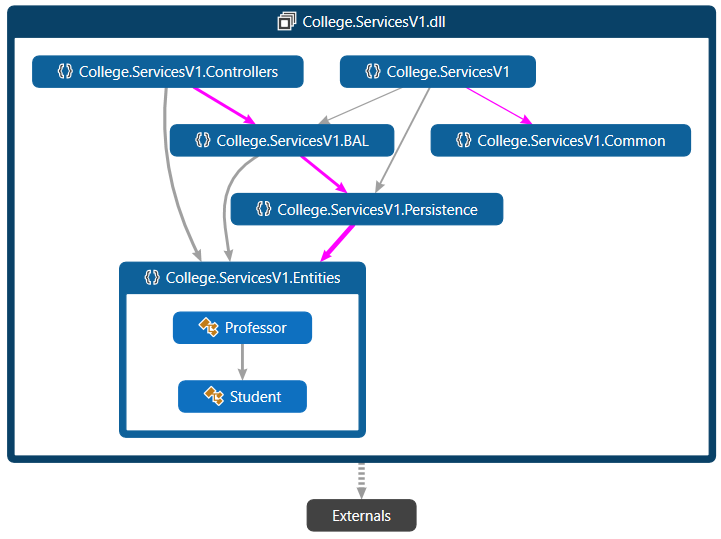 College.ServicesV1.dll
College.ServicesV1.Controllers
College.ServicesV1
College.ServicesV1.BAL
College.ServicesV1.Common
College.ServicesV1.Persistence
College.ServicesV1.Entities
Professor
Student
Externals